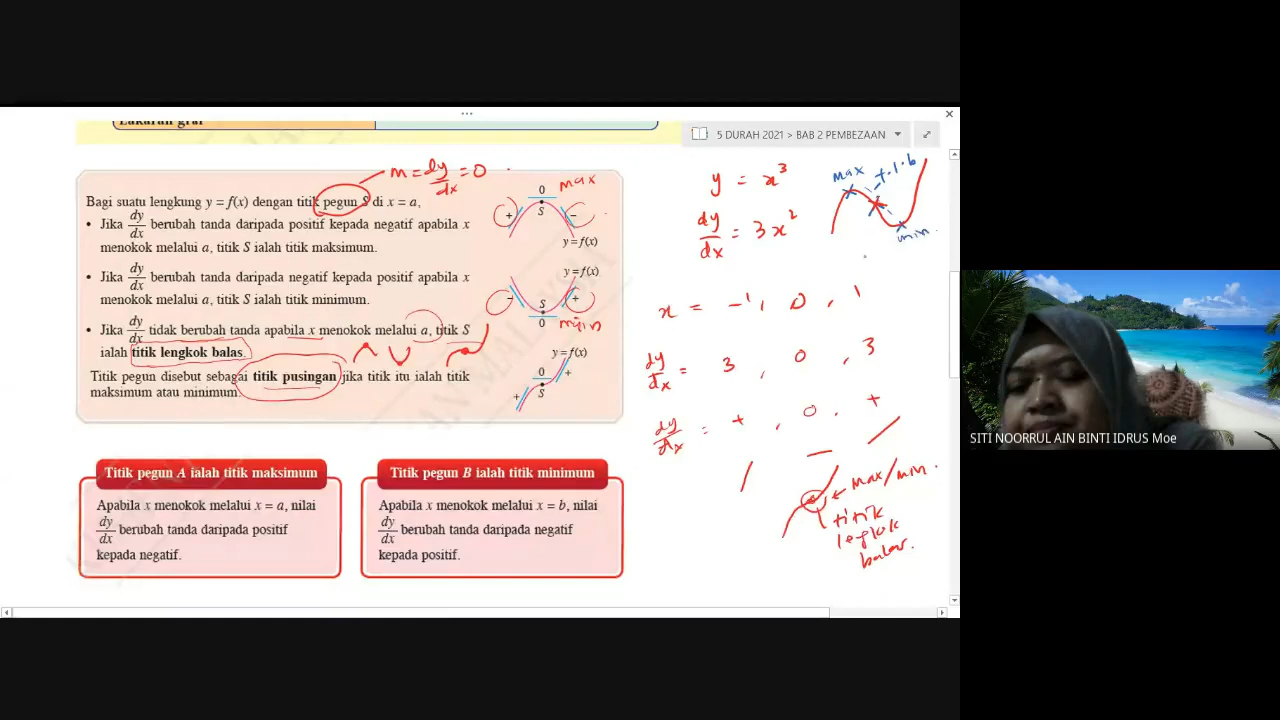 Lakaran graf
5 DURAH 2021 > BAB 2 PEMBEZAAN
m = dy/dx = 0
Bagi suatu lengkung y = f(x) dengan titik pegun S di x = a,
• Jika dy/dx berubah tanda daripada positif kepada negatif apabila x
menokok melalui a, titik S ialah titik maksimum.
• Jika dy/dx berubah tanda daripada negatif kepada positif apabila x
menokok melalui a, titik S ialah titik minimum.
• Jika dy/dx tidak berubah tanda apabila x menokok melalui a, titik S
ialah titik lengkok balas.
Titik pegun disebut sebagai titik pusingan jika titik itu ialah titik
maksimum atau minimum.
0 max
+ S −
y = f(x)
y = f(x)
− S +
0 min
y = f(x)
0 +
+ S
Titik pegun A ialah titik maksimum
Apabila x menokok melalui x = a, nilai
dy/dx berubah tanda daripada positif
kepada negatif.
Titik pegun B ialah titik minimum
Apabila x menokok melalui x = b, nilai
dy/dx berubah tanda daripada negatif
kepada positif.
y = x³
dy/dx = 3x²
max t.l.b
min
x = -1, 0, 1
dy/dx = 3, 0, 3
dy/dx = +, 0, +
max/min.
titik
leglok
balas.
SITI NOORRUL AIN BINTI IDRUS Moe